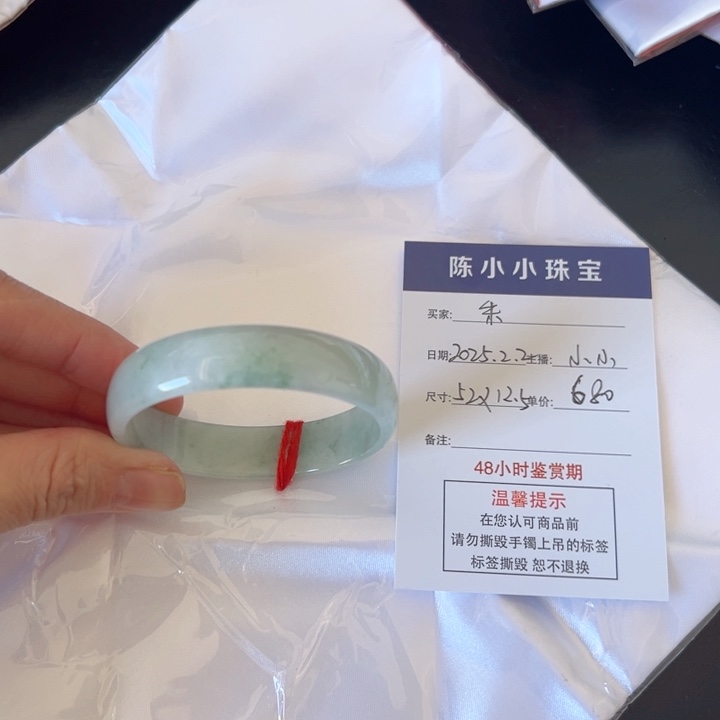 陈小小珠宝
买家: 朱
日期: 2025.2.2 主播: 小小
尺寸: 52×12.5 单价: 680
备注:
48小时鉴赏期
温馨提示
在您认可商品前
请勿撕毁手镯上吊的标签
标签撕毁 恕不退换